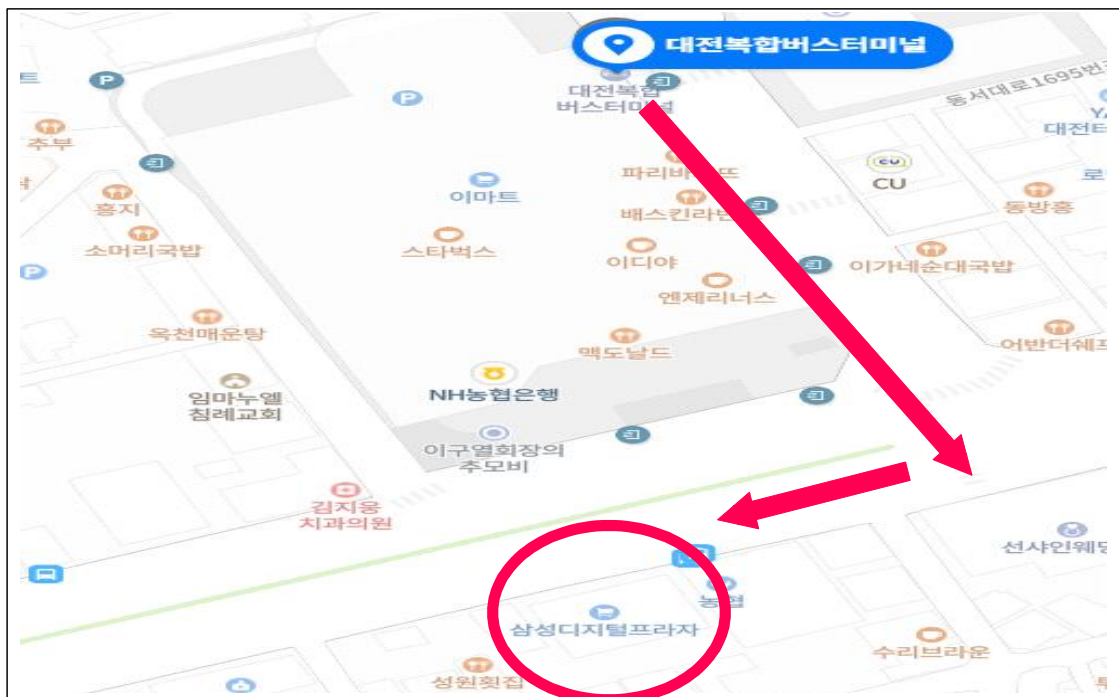 대전복합버스터미널
대전복합
버스터미널
동서대로1695번
대전터
추부
CU
이마트
홍지
배스킨라빈
동방홍
소머리국밥
스타벅스
이디야
이가네순대국밥
엔제리너스
옥천매운탕
맥도날드
어반더쉐프
임마누엘
침례교회
NH농협은행
이구열회장의
추모비
김지웅
치과의원
선샤인웨딩
농협
삼성디지털프라자
수리브라운
성원횟집